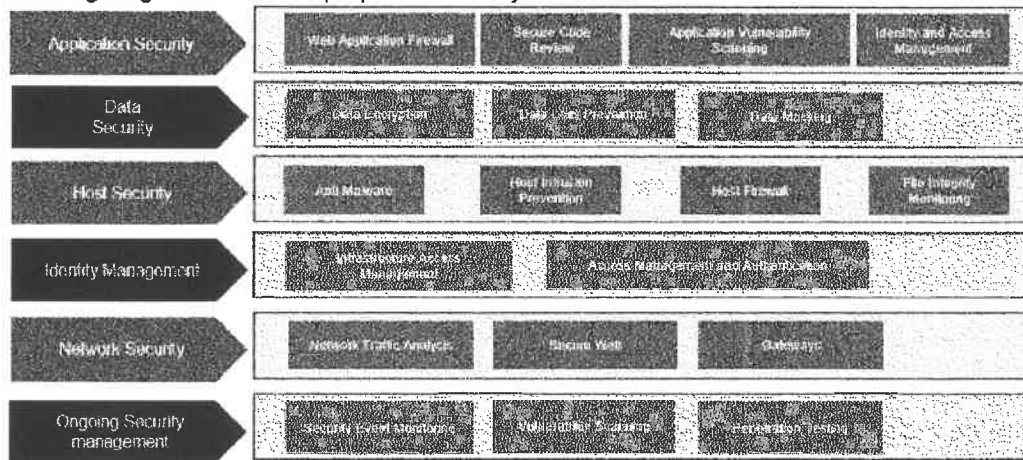 Application Security
Web Application Firewall
Secure Code
Review
Application Vulnerability
Scanning
Identity and Access
Management
Data
Security
Data Encryption
Data Loss Prevention
Data Masking
Host Security
Anti Malware
Host Intrusion
Prevention
Host Firewall
File Integrity
Monitoring
Identity Management
Infrastructure Access
Management
Access Management and Authentication
Network Security
Network Traffic Analysis
Secure Web
Gateways
Ongoing Security
management
Security Event Monitoring
Vulnerability Scanning
Penetration Testing